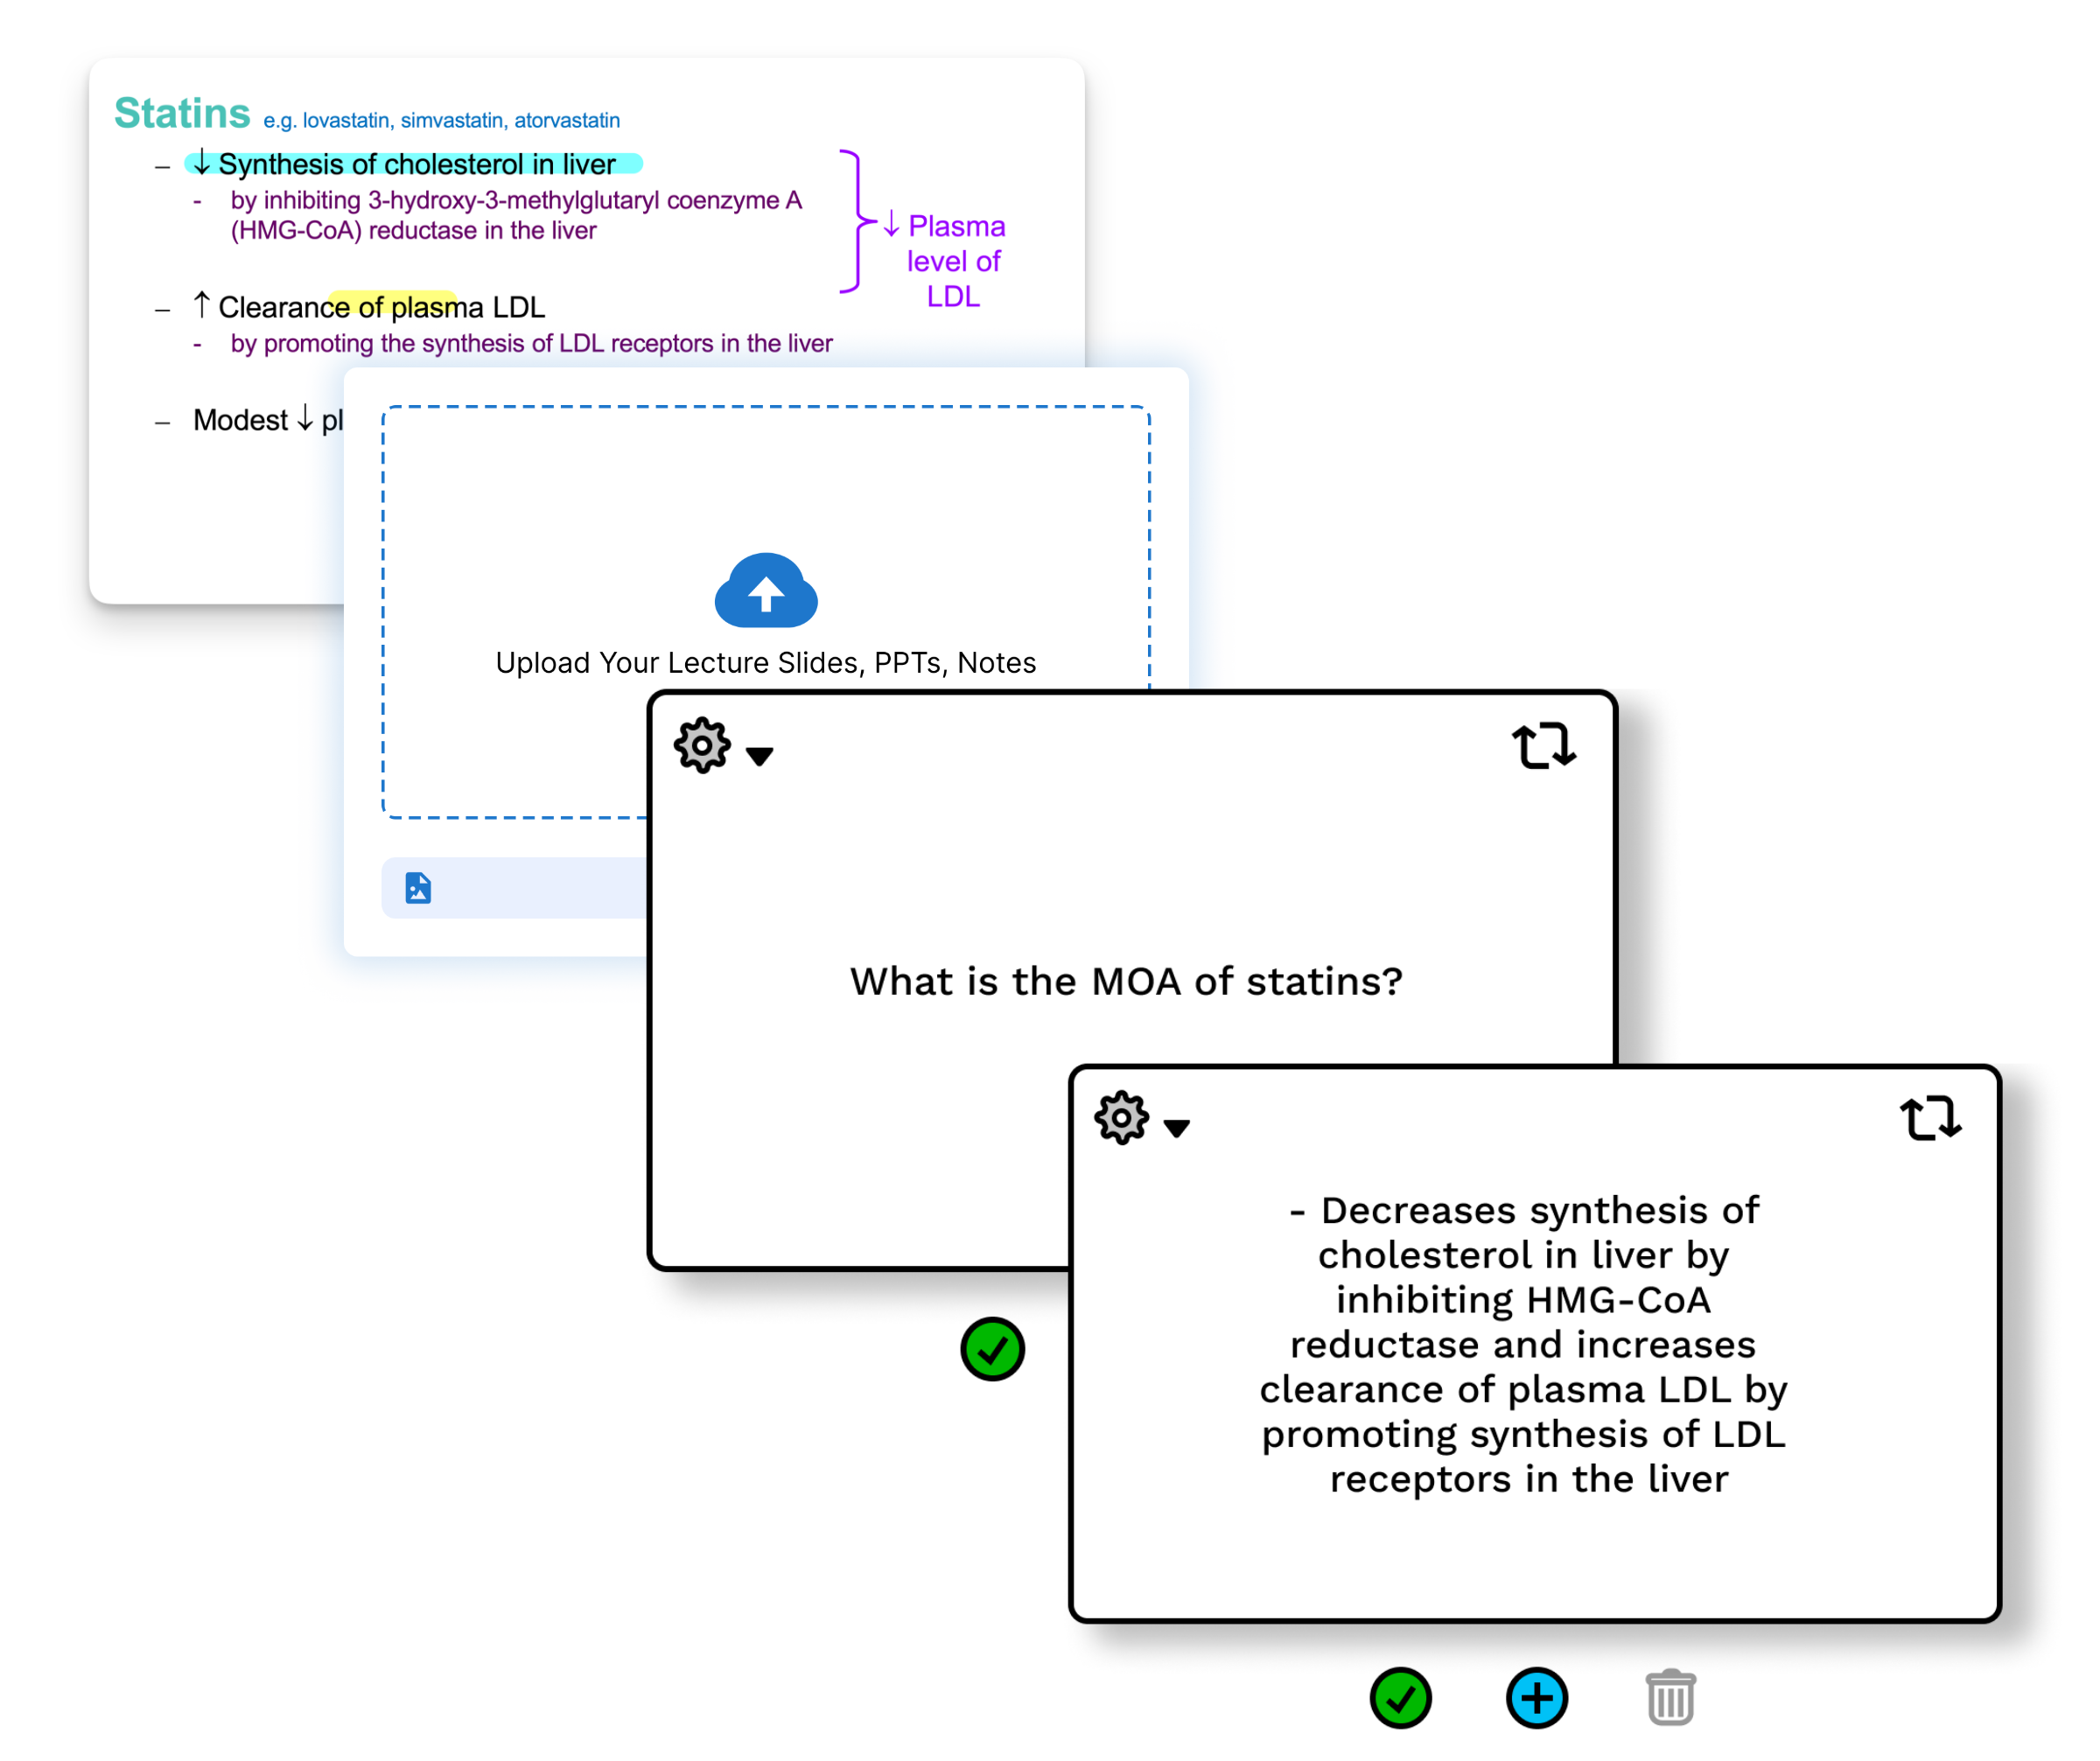 Statins e.g. lovastatin, simvastatin, atorvastatin
– ↓ Synthesis of cholesterol in liver
- by inhibiting 3-hydroxy-3-methylglutaryl coenzyme A
(HMG-CoA) reductase in the liver
↓ Plasma
level of
LDL
– ↑ Clearance of plasma LDL
- by promoting the synthesis of LDL receptors in the liver
– Modest ↓
Upload Your Lecture Slides, PPTs, Notes
What is the MOA of statins?
- Decreases synthesis of
cholesterol in liver by
inhibiting HMG-CoA
reductase and increases
clearance of plasma LDL by
promoting synthesis of LDL
receptors in the liver